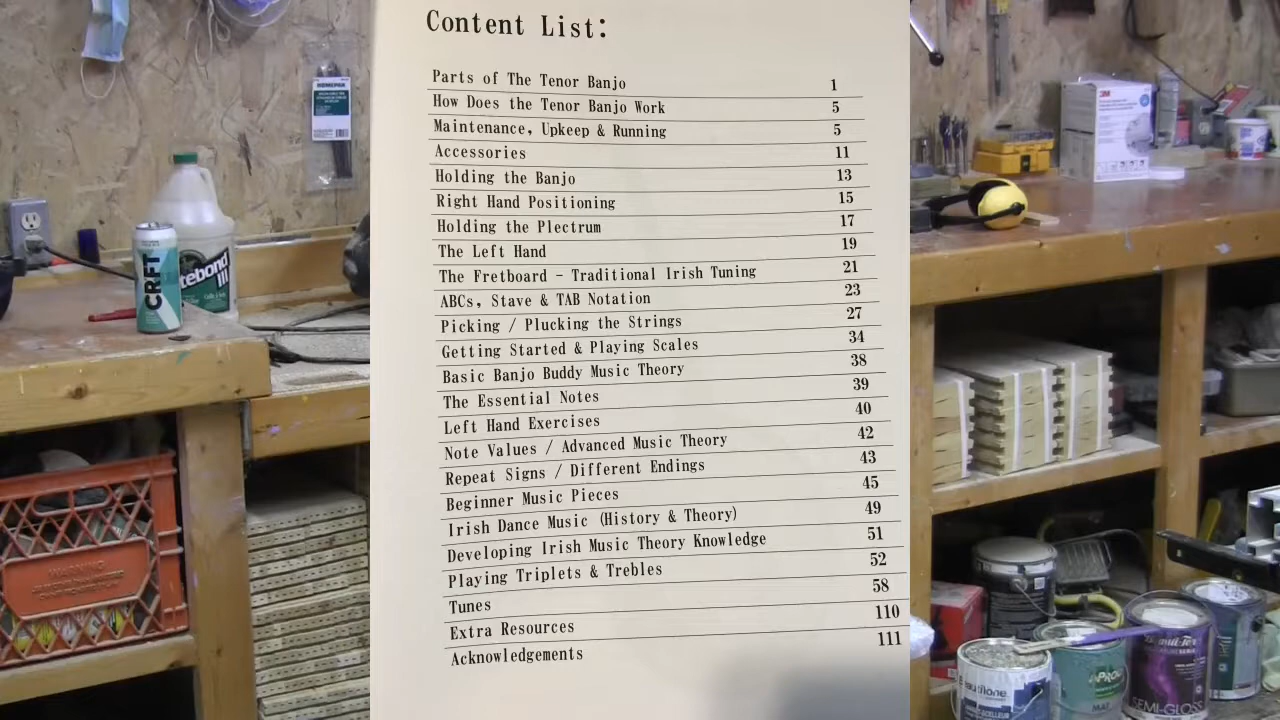 Content List:
Parts of The Tenor Banjo 1
How Does the Tenor Banjo Work 5
Maintenance, Upkeep & Running 5
Accessories 11
Holding the Banjo 13
Right Hand Positioning 15
Holding the Plectrum 17
The Left Hand 19
The Fretboard - Traditional Irish Tuning 21
ABCs, Stave & TAB Notation 23
Picking / Plucking the Strings 27
Getting Started & Playing Scales 34
Basic Banjo Buddy Music Theory 38
The Essential Notes 39
Left Hand Exercises 40
Note Values / Advanced Music Theory 42
Repeat Signs / Different Endings 43
Beginner Music Pieces 45
Irish Dance Music (History & Theory) 49
Developing Irish Music Theory Knowledge 51
Playing Triplets & Trebles 52
Tunes 58
Extra Resources 110
Acknowledgements 111
CRFT
tebond
III
WARNING
3M
SEMI-GLOSS
MAT